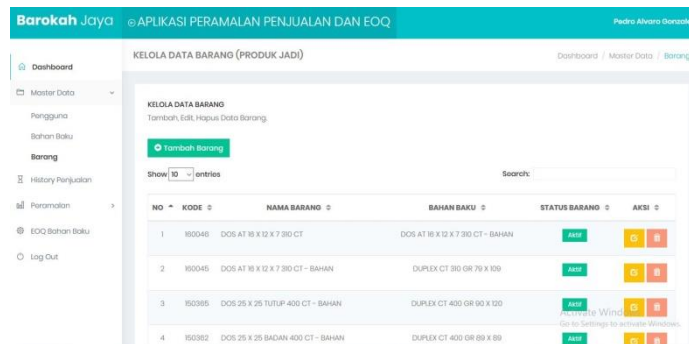 Barokah Jaya APLIKASI PERAMALAN PENJUALAN DAN EOQ Pedro Alvaro Gonzale
KELOLA DATA BARANG (PRODUK JADI) Dashboard / Master Data / Barang
Dashboard
Master Data
Pengguna
Bahan Baku
Barang
History Penjualan
Peramalan
EOQ Bahan Baku
Log Out
KELOLA DATA BARANG
Tambah, Edit, Hapus Data Barang.
Tambah Barang
Show 10 entries Search:
NO KODE NAMA BARANG BAHAN BAKU STATUS BARANG AKSI
1 160046 DOS AT 18 X 12 X 7 310 CT DOS AT 18 X 12 X 7 310 CT - BAHAN Aktif
2 160045 DOS AT 18 X 12 X 7 310 CT - BAHAN DUPLEX CT 310 GR 79 X 109 Aktif
3 150365 DOS 25 X 25 TUTUP 400 CT - BAHAN DUPLEX CT 400 GR 90 X 120 Aktif
4 150362 DOS 25 X 25 BADAN 400 CT - BAHAN DUPLEX CT 400 GR 89 X 89 Aktif
Activate Windows
Go to Settings to activate Windows.